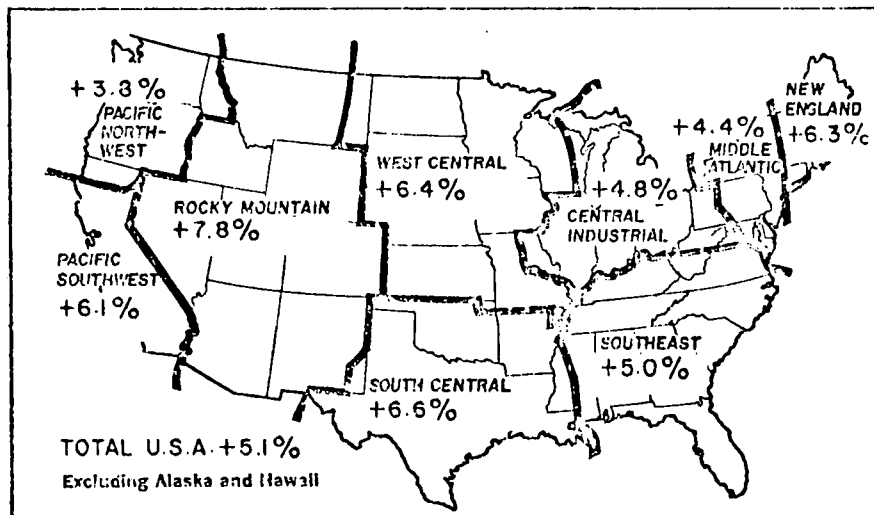 +3.8%
PACIFIC
NORTH-
WEST
WEST CENTRAL
+6.4%
NEW
ENGLAND
+6.3%
+4.4%
MIDDLE
ATLANTIC
+4.8%
CENTRAL
INDUSTRIAL
ROCKY MOUNTAIN
+7.8%
PACIFIC
SOUTHWEST
+6.1%
SOUTHEAST
+5.0%
SOUTH CENTRAL
+6.6%
TOTAL U.S.A. +5.1%
Excluding Alaska and Hawaii